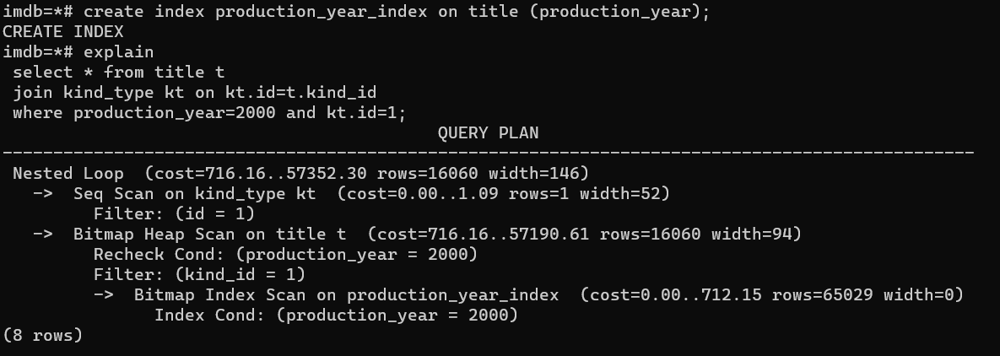 imdb=*# create index production_year_index on title (production_year);
CREATE INDEX
imdb=*# explain
 select * from title t
 join kind_type kt on kt.id=t.kind_id
 where production_year=2000 and kt.id=1;
                                           QUERY PLAN
------------------------------------------------------------------------------------------------
 Nested Loop  (cost=716.16..57352.30 rows=16060 width=146)
   ->  Seq Scan on kind_type kt  (cost=0.00..1.09 rows=1 width=52)
         Filter: (id = 1)
   ->  Bitmap Heap Scan on title t  (cost=716.16..57190.61 rows=16060 width=94)
         Recheck Cond: (production_year = 2000)
         Filter: (kind_id = 1)
         ->  Bitmap Index Scan on production_year_index  (cost=0.00..712.15 rows=65029 width=0)
               Index Cond: (production_year = 2000)
(8 rows)